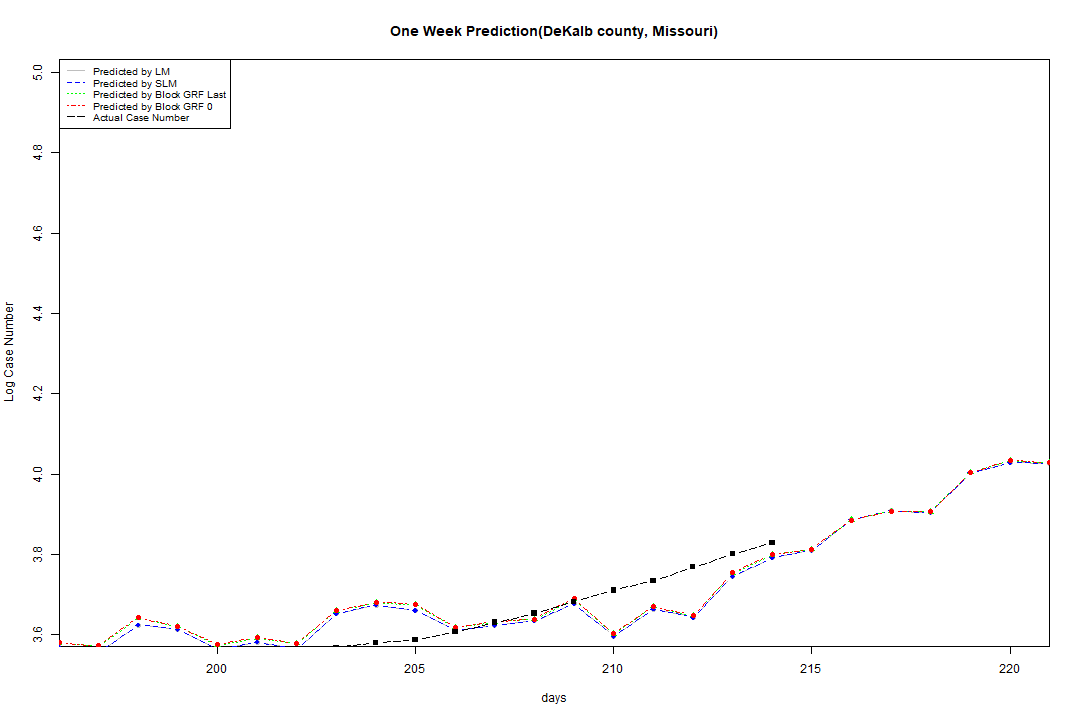 One Week Prediction(DeKalb county, Missouri)
Predicted by LM
Predicted by SLM
Predicted by Block GRF Last
Predicted by Block GRF 0
Actual Case Number
5.0
4.8
4.6
4.4
4.2
4.0
3.8
3.6
Log Case Number
200 205 210 215 220
days